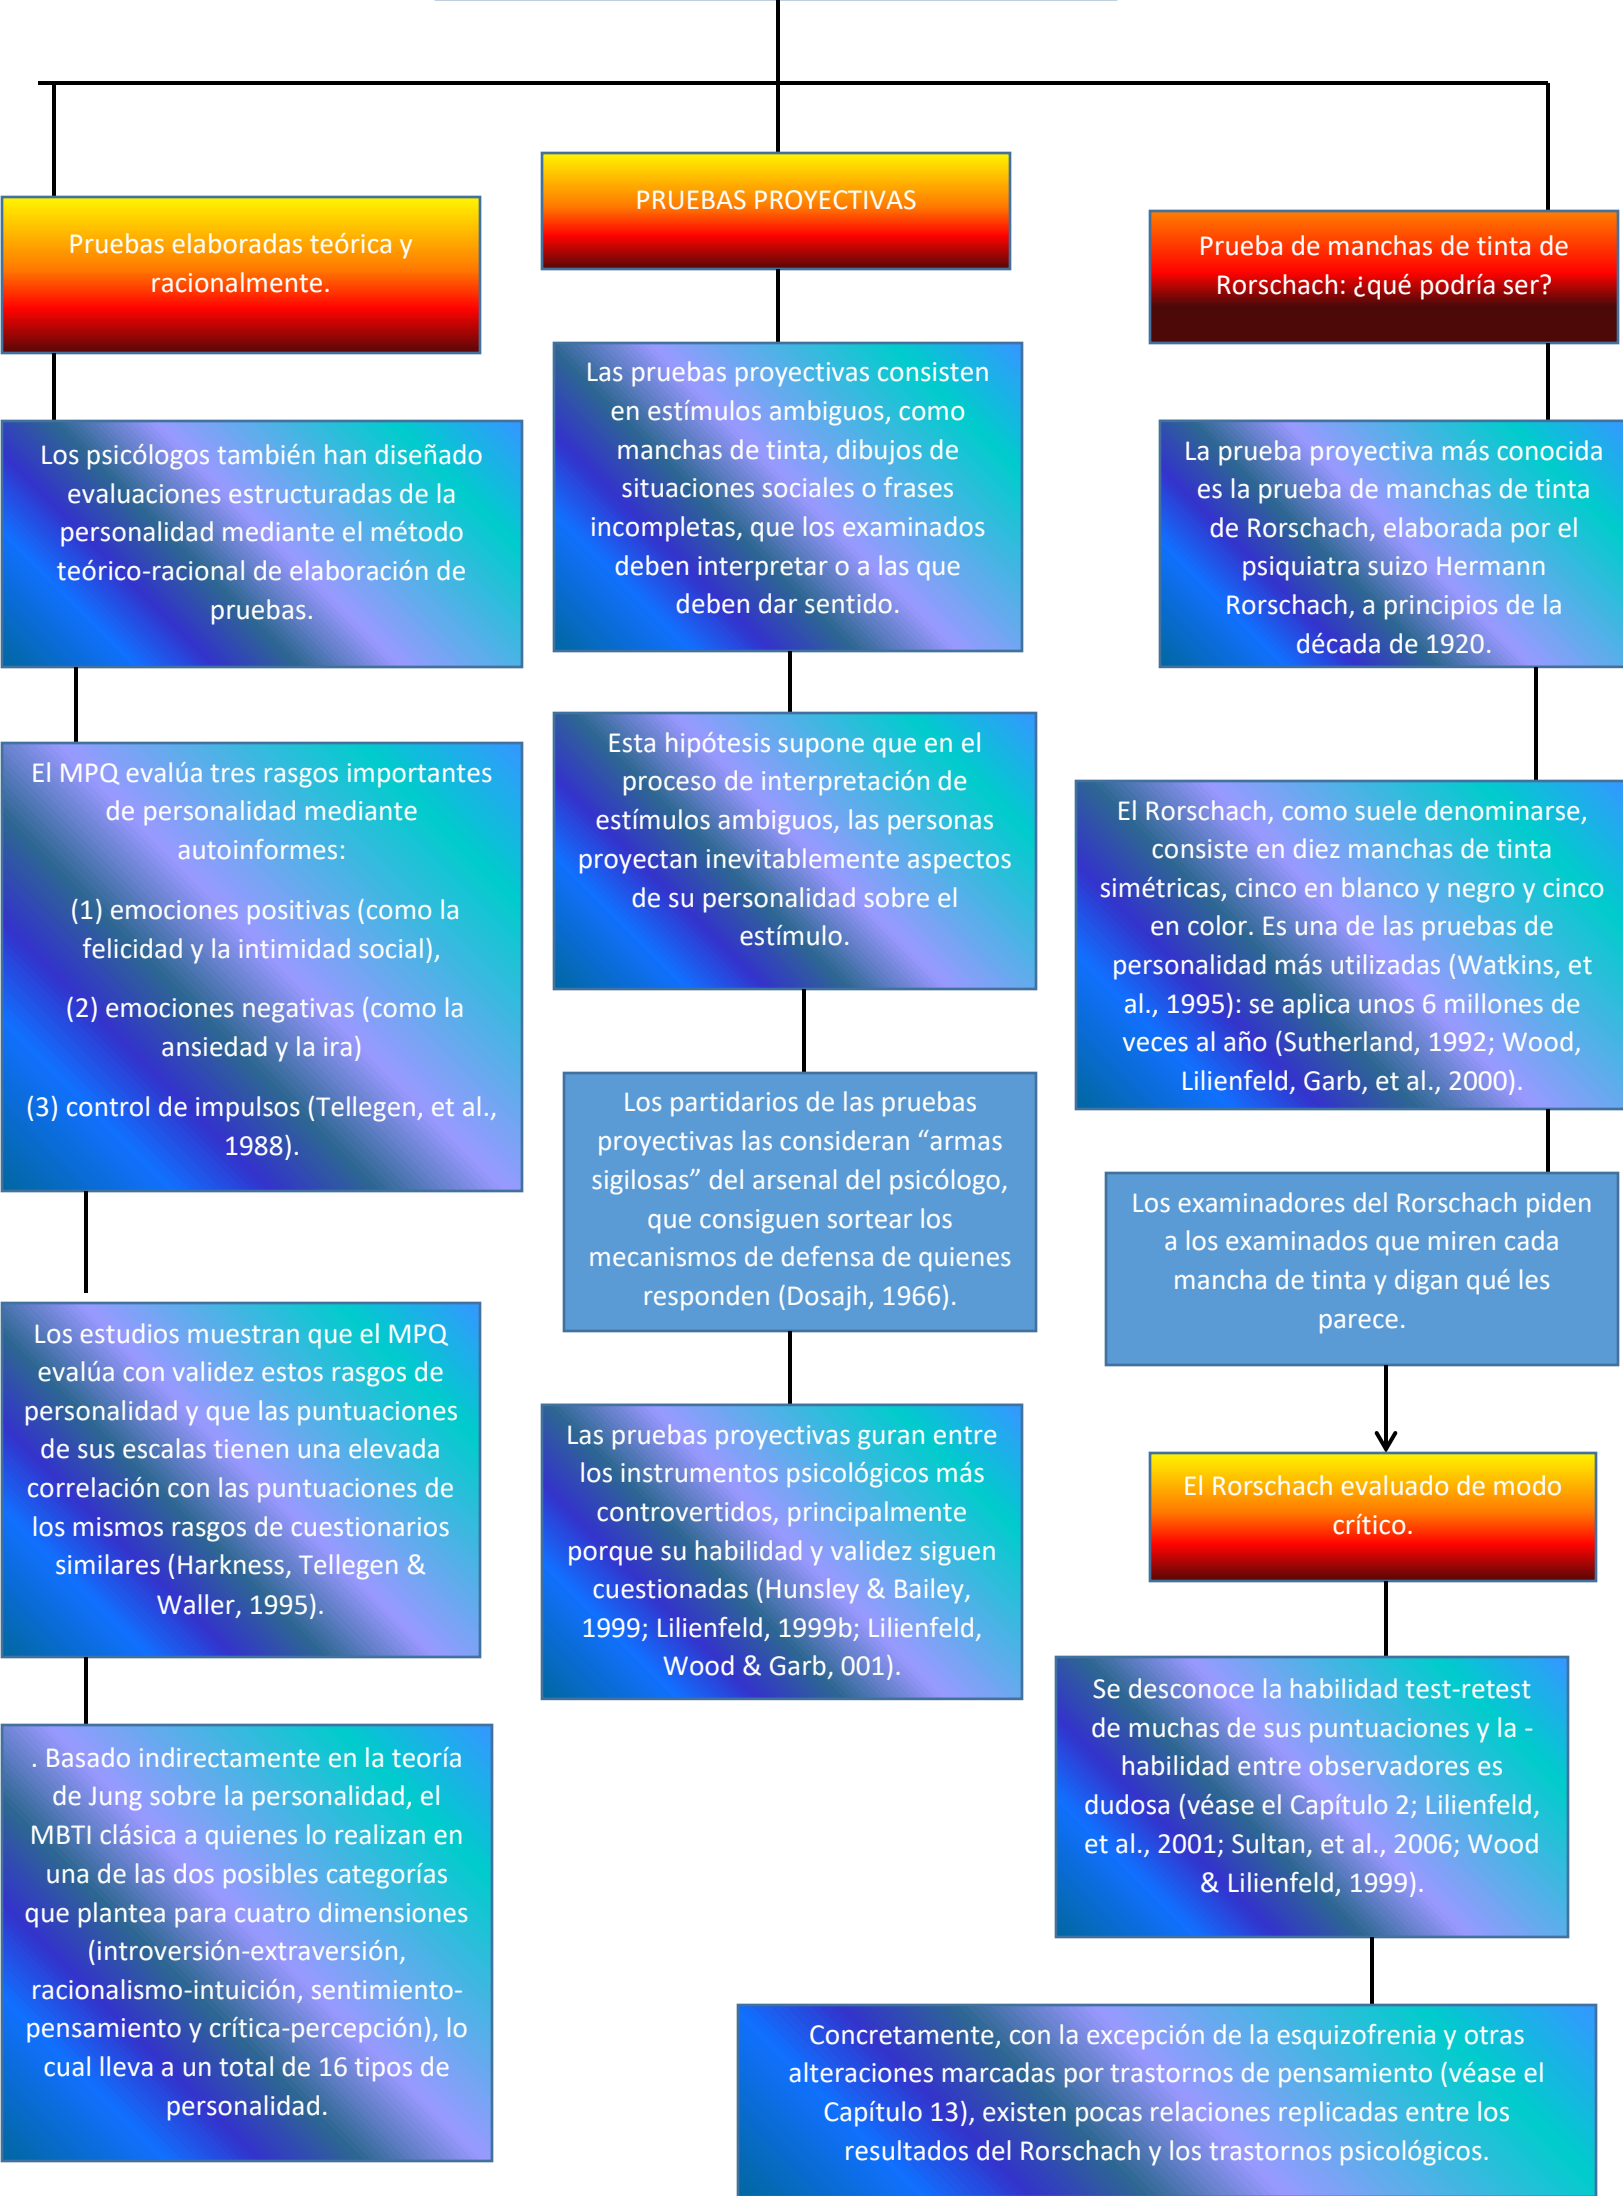 Pruebas elaboradas teórica y
racionalmente.
Los psicólogos también han diseñado
evaluaciones estructuradas de la
personalidad mediante el método
teórico-racional de elaboración de
pruebas.
El MPQ evalúa tres rasgos importantes
de personalidad mediante
autoinformes:
(1) emociones positivas (como la
felicidad y la intimidad social),
(2) emociones negativas (como la
ansiedad y la ira)
(3) control de impulsos (Tellegen, et al.,
1988).
Los estudios muestran que el MPQ
evalúa con validez estos rasgos de
personalidad y que las puntuaciones
de sus escalas tienen una elevada
correlación con las puntuaciones de
los mismos rasgos de cuestionarios
similares (Harkness, Tellegen &
Waller, 1995).
. Basado indirectamente en la teoría
de Jung sobre la personalidad, el
MBTI clásica a quienes lo realizan en
una de las dos posibles categorías
que plantea para cuatro dimensiones
(introversión-extraversión,
racionalismo-intuición, sentimiento-
pensamiento y crítica-percepción), lo
cual lleva a un total de 16 tipos de
personalidad.
PRUEBAS PROYECTIVAS
Las pruebas proyectivas consisten
en estímulos ambiguos, como
manchas de tinta, dibujos de
situaciones sociales o frases
incompletas, que los examinados
deben interpretar o a las que
deben dar sentido.
Esta hipótesis supone que en el
proceso de interpretación de
estímulos ambiguos, las personas
proyectan inevitablemente aspectos
de su personalidad sobre el
estímulo.
Los partidarios de las pruebas
proyectivas las consideran “armas
sigilosas” del arsenal del psicólogo,
que consiguen sortear los
mecanismos de defensa de quienes
responden (Dosajh, 1966).
Las pruebas proyectivas guran entre
los instrumentos psicológicos más
controvertidos, principalmente
porque su habilidad y validez siguen
cuestionadas (Hunsley & Bailey,
1999; Lilienfeld, 1999b; Lilienfeld,
Wood & Garb, 001).
Prueba de manchas de tinta de
Rorschach: ¿qué podría ser?
La prueba proyectiva más conocida
es la prueba de manchas de tinta
de Rorschach, elaborada por el
psiquiatra suizo Hermann
Rorschach, a principios de la
década de 1920.
El Rorschach, como suele denominarse,
consiste en diez manchas de tinta
simétricas, cinco en blanco y negro y cinco
en color. Es una de las pruebas de
personalidad más utilizadas (Watkins, et
al., 1995): se aplica unos 6 millones de
veces al año (Sutherland, 1992; Wood,
Lilienfeld, Garb, et al., 2000).
Los examinadores del Rorschach piden
a los examinados que miren cada
mancha de tinta y digan qué les
parece.
El Rorschach evaluado de modo
crítico.
Se desconoce la habilidad test-retest
de muchas de sus puntuaciones y la -
habilidad entre observadores es
dudosa (véase el Capítulo 2; Lilienfeld,
et al., 2001; Sultan, et al., 2006; Wood
& Lilienfeld, 1999).
Concretamente, con la excepción de la esquizofrenia y otras
alteraciones marcadas por trastornos de pensamiento (véase el
Capítulo 13), existen pocas relaciones replicadas entre los
resultados del Rorschach y los trastornos psicológicos.